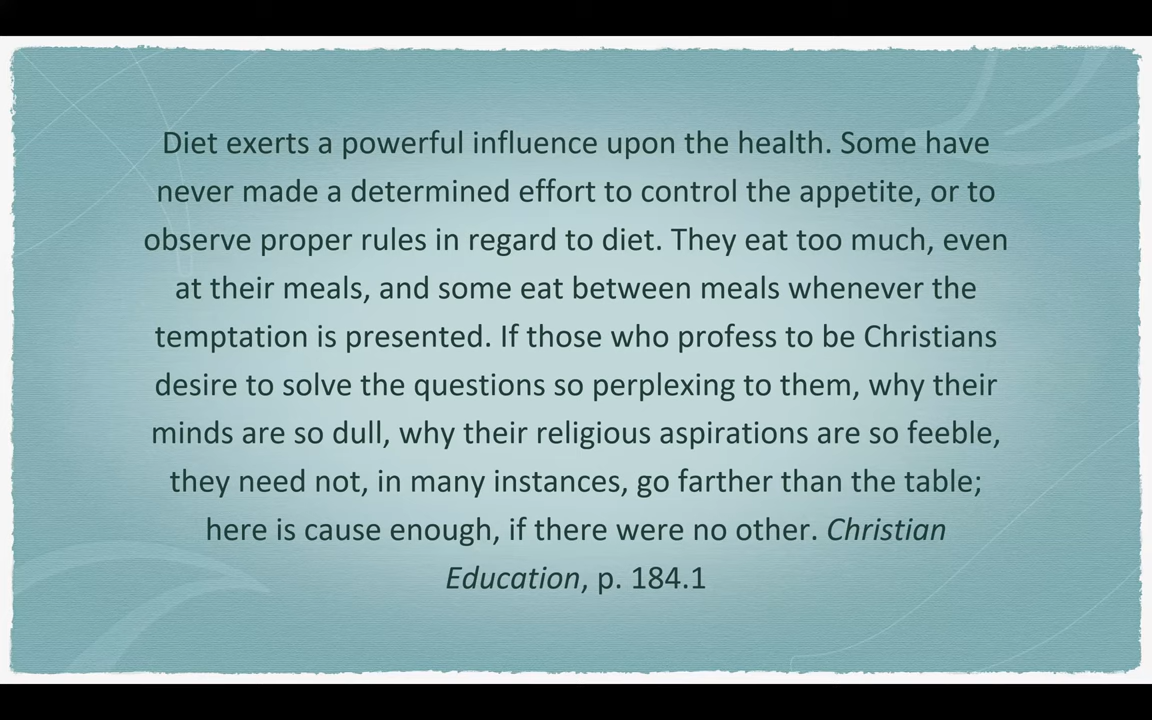 Diet exerts a powerful influence upon the health. Some have
never made a determined effort to control the appetite, or to
observe proper rules in regard to diet. They eat too much, even
at their meals, and some eat between meals whenever the
temptation is presented. If those who profess to be Christians
desire to solve the questions so perplexing to them, why their
minds are so dull, why their religious aspirations are so feeble,
they need not, in many instances, go farther than the table;
here is cause enough, if there were no other. Christian
Education, p. 184.1